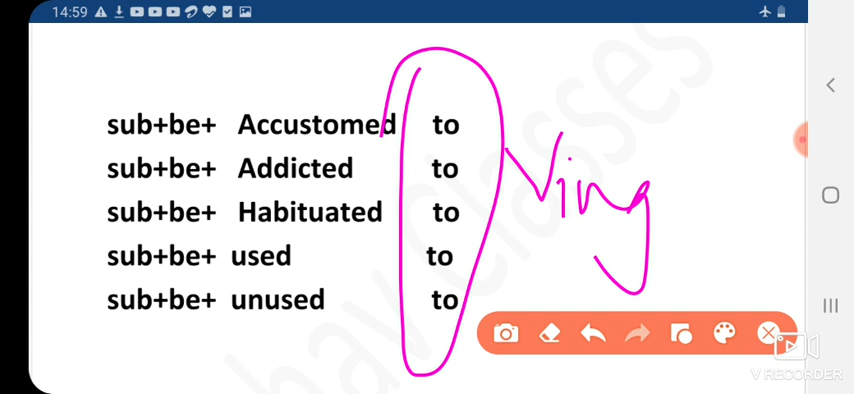 14:59
sub+be+ Accustomed to
sub+be+ Addicted to
sub+be+ Habituated to
sub+be+ used to
sub+be+ unused to
Ving
V RECORDER